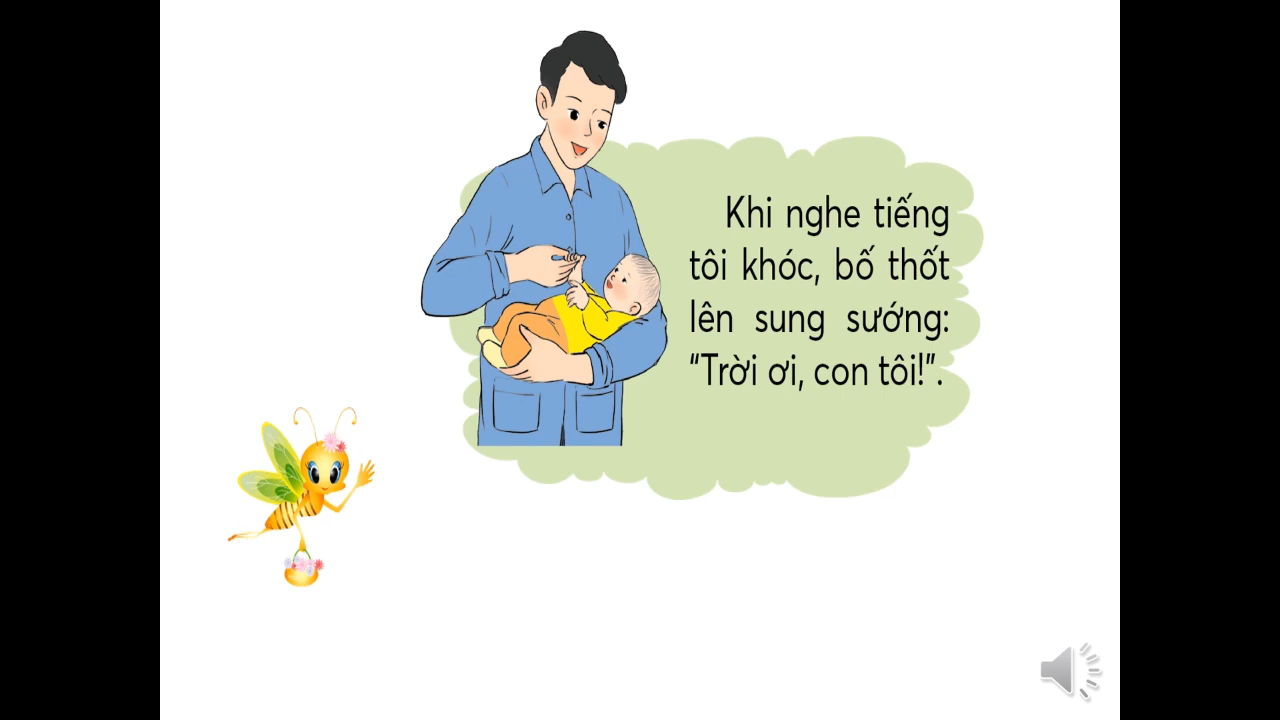 Khi nghe tiếng
tôi khóc, bố thốt
lên sung sướng:
“Trời ơi, con tôi!”.